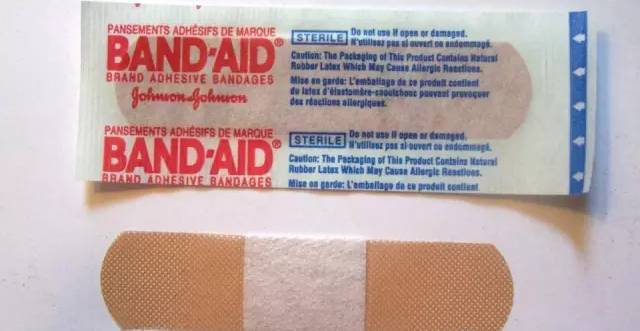 PANSEMENTS ADHÉSIFS DE MARQUE
BAND-AID®
BRAND ADHESIVE BANDAGES
Johnson & Johnson
STERILE Do not use if open or damaged.
N'utilisez pas si ouvert ou endommagé.
Caution: The Packaging of This Product Contains Natural
Rubber Latex Which May Cause Allergic Reactions.
Mise en garde: L'emballage de ce produit contient
du latex d'élastomère-caoutchouc pouvant provoquer
des réactions allergiques.
PANSEMENTS ADHÉSIFS DE MARQUE
BAND-AID®
BRAND ADHESIVE BANDAGES
STERILE Do not use if open or damaged.
N'utilisez pas si ouvert ou endommagé.
Caution: The Packaging of This Product Contains Natural
Rubber Latex Which May Cause Allergic Reactions.
Mise en garde: L'emballage de ce produit contient